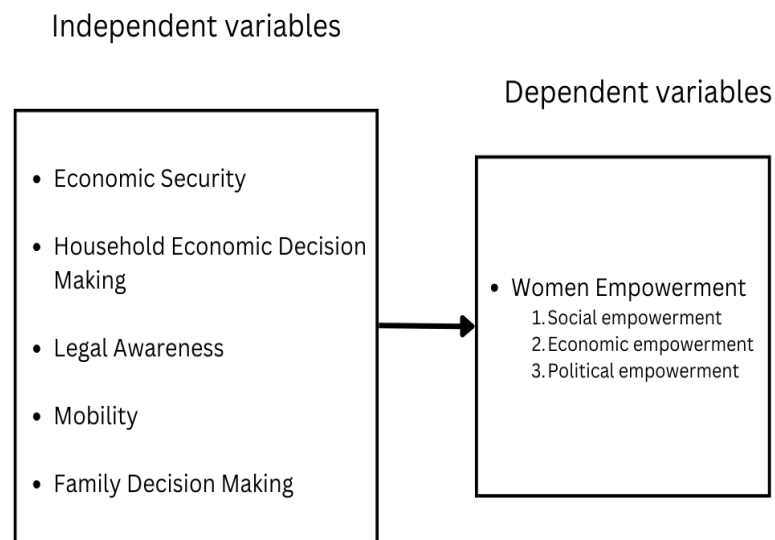 Independent variables
Dependent variables
• Economic Security
• Household Economic Decision
Making
• Legal Awareness
• Mobility
• Family Decision Making
• Women Empowerment
1.Social empowerment
2.Economic empowerment
3.Political empowerment